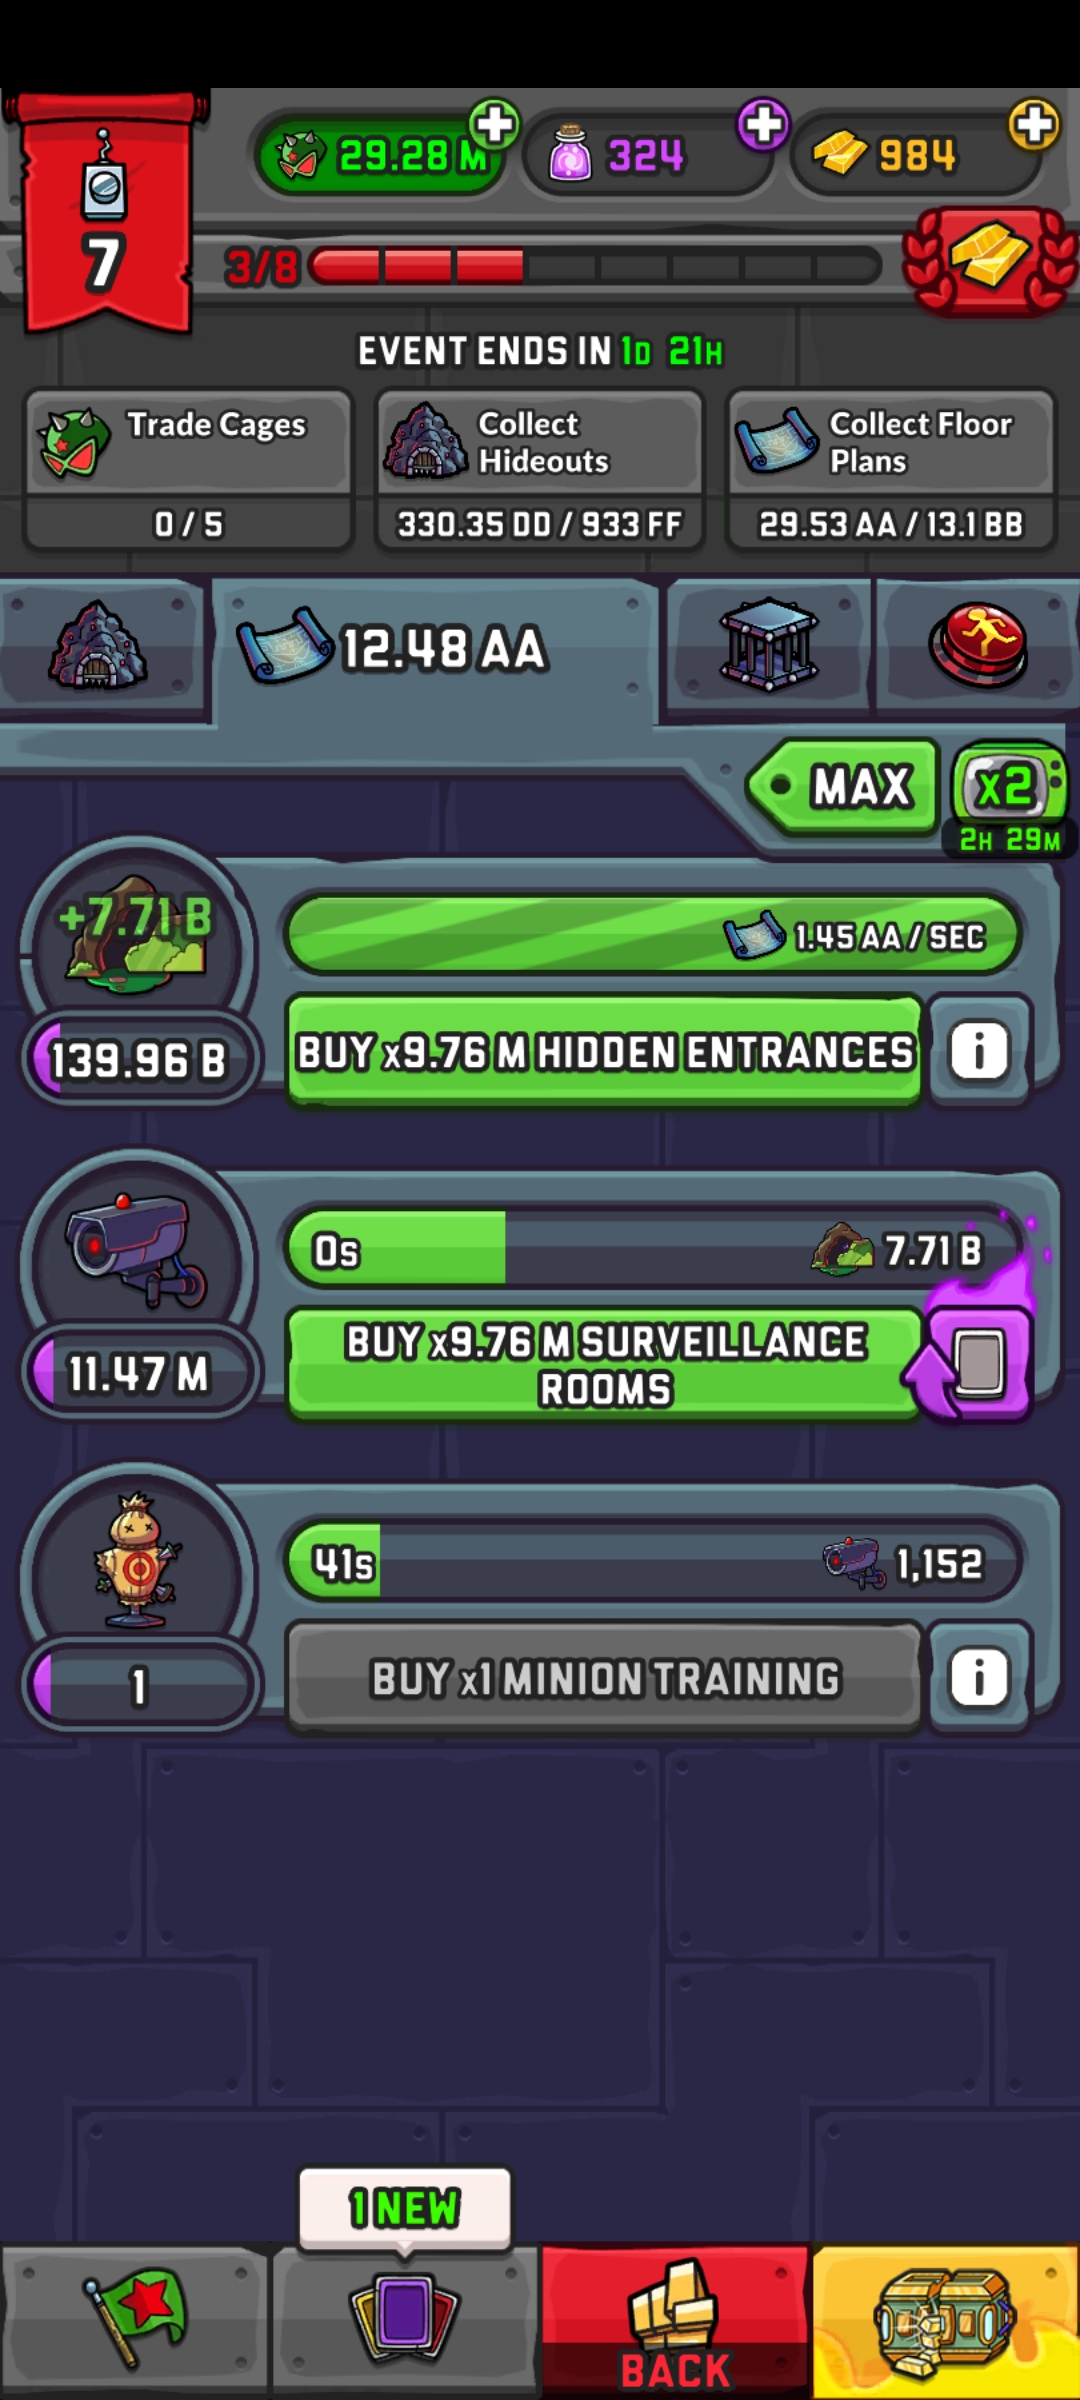 29.28 M
324
984
7
3/8
EVENT ENDS IN 1D 21H
Trade Cages
0 / 5
Collect
Hideouts
330.35 DD / 933 FF
Collect Floor
Plans
29.53 AA / 13.1 BB
12.48 AA
MAX
x2
2H 29M
+7.71 B
1.45 AA / SEC
139.96 B
BUY x9.76 M HIDDEN ENTRANCES
i
0s
7.71 B
11.47 M
BUY x9.76 M SURVEILLANCE
ROOMS
41s
1,152
1
BUY x1 MINION TRAINING
i
1 NEW
BACK